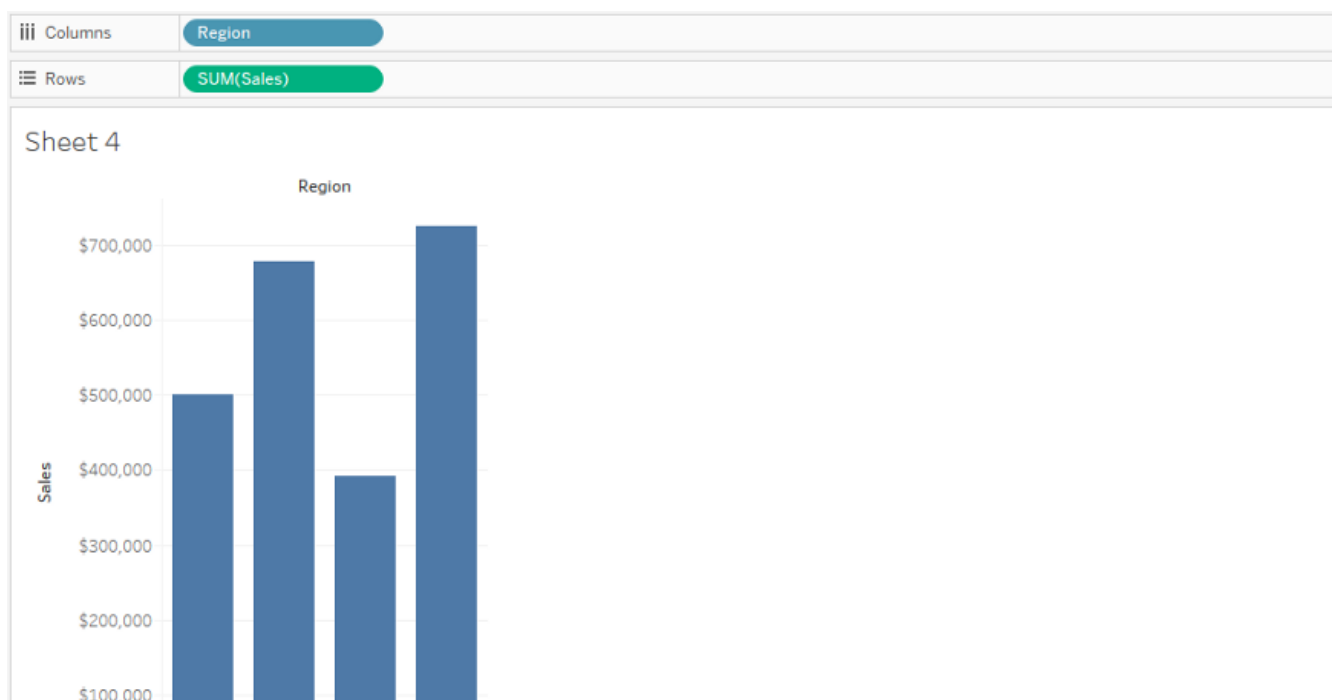 Columns Region
Rows SUM(Sales)
Sheet 4
Region
$700,000
$600,000
$500,000
Sales
$400,000
$300,000
$200,000
$100,000